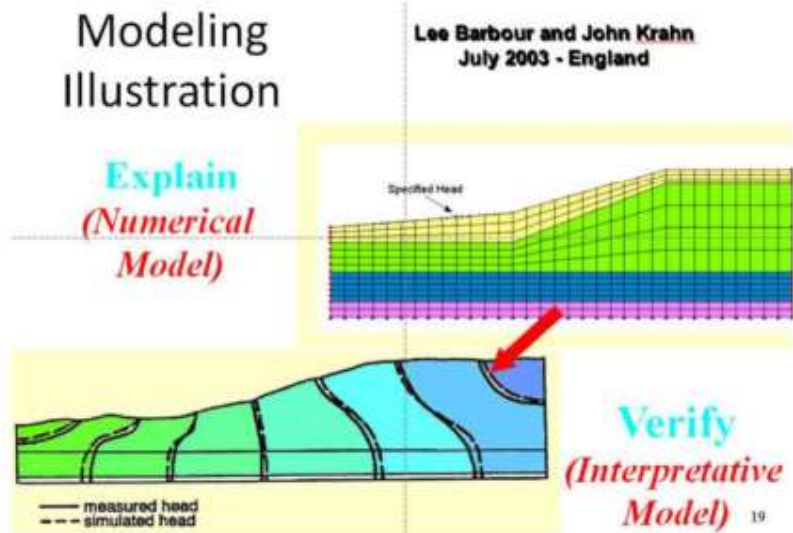 Modeling
Illustration
Lee Barbour and John Krahn
July 2003 - England
Explain
(Numerical
Model)
Specified Head
Verify
(Interpretative
Model)
measured head
simulated head
19